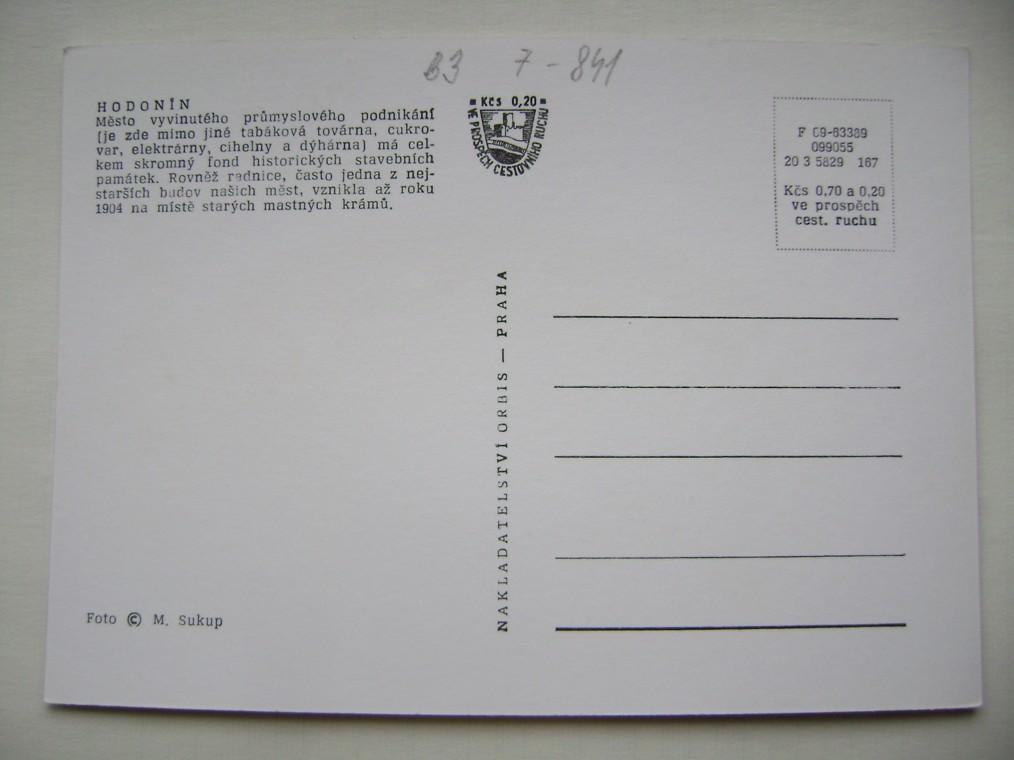 B3 7-841
HODONÍN
Město vyvinutého průmyslového podnikání
(je zde mimo jiné tabáková továrna, cukro-
var, elektrárny, cihelny a dýhárna) má cel-
kem skromný fond historických stavebních
památek. Rovněž radnice, často jedna z nej-
starších budov našich měst, vznikla až roku
1904 na místě starých mastných krámů.
Kčs 0,20
VE PROSPĚCH CESTOVNÍHO RUCHU
F 09-63389
099055
20 3 5829 167
Kčs 0,70 a 0,20
ve prospěch
cest. ruchu
NAKLADATELSTVÍ ORBIS — PRAHA
Foto © M. Sukup